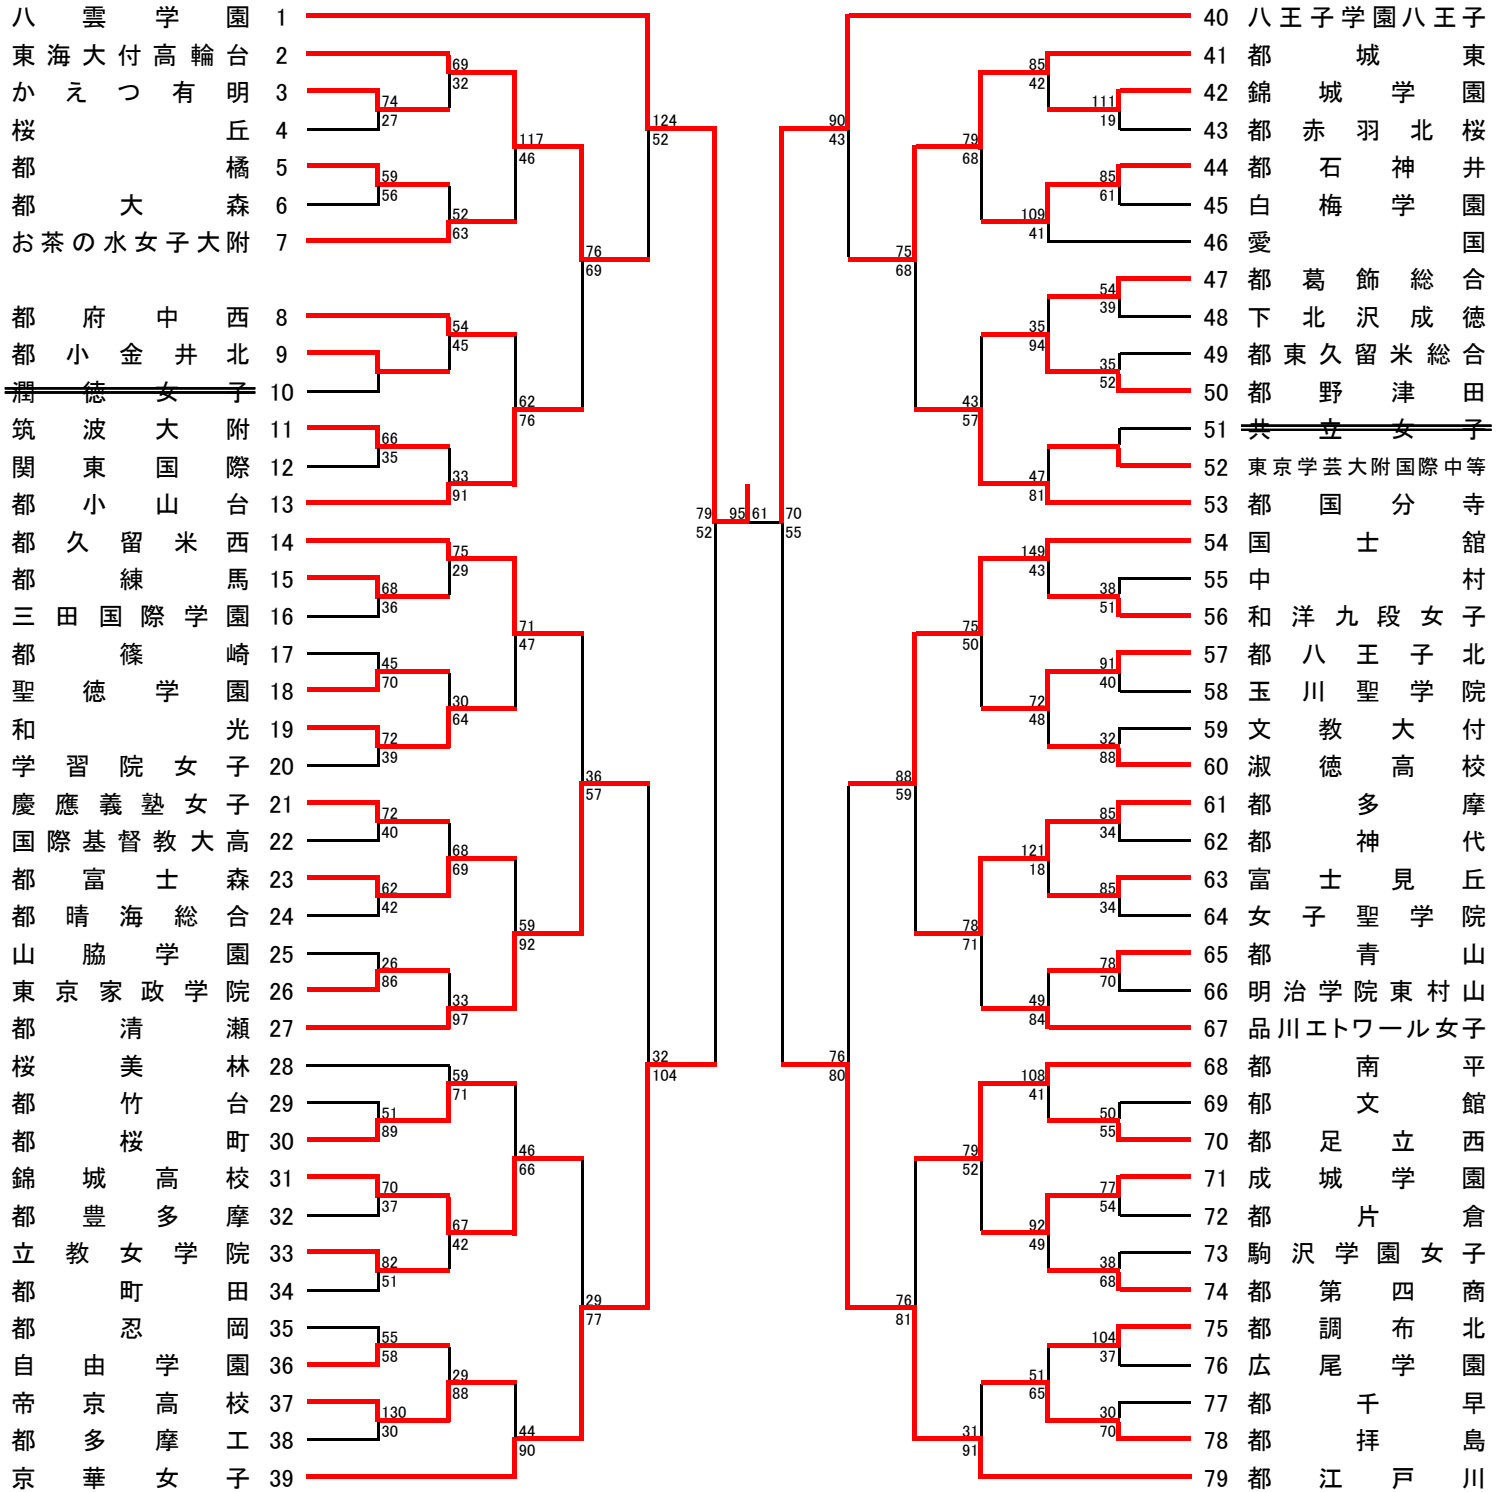 八雲学園 1
東海大付高輪台 2
かえつ有明 3
桜丘 4
都橘 5
都大森 6
お茶の水女子大附 7
都府中西 8
都小金井北 9
潤徳女子 10
筑波大附 11
関東国際 12
都小山台 13
都久留米西 14
都練馬 15
三田国際学園 16
都篠崎 17
聖徳学園 18
和光 19
学習院女子 20
慶應義塾女子 21
国際基督教大高 22
都富士森 23
都晴海総合 24
山脇学園 25
東京家政学院 26
都清瀬 27
桜美林 28
都竹台 29
都桜町 30
錦城高校 31
都豊多摩 32
立教女学院 33
都町田 34
都忍岡 35
自由学園 36
帝京高校 37
都多摩工 38
京華女子 39
69
32
74
27
117
46
59
56
52
63
76
69
124
52
54
45
62
76
66
35
33
91
75
29
68
36
71
47
45
70
30
64
72
39
36
57
72
40
68
69
62
42
59
92
26
86
33
97
32
104
59
71
51
89
46
66
70
37
67
42
82
51
29
77
55
58
29
88
130
30
44
90
79
52
95 61
70
55
90
43
85
42
111
19
79
68
85
61
109
41
75
68
54
39
35
94
35
52
43
57
47
81
149
43
38
51
75
50
91
40
72
48
32
88
88
59
85
34
121
18
85
34
78
71
78
70
49
84
76
80
108
41
50
55
79
52
77
54
92
49
38
68
76
81
104
37
51
65
30
70
31
91
40 八王子学園八王子
41 都城東
42 錦城学園
43 都赤羽北桜
44 都石神井
45 白梅学園
46 愛国
47 都葛飾総合
48 下北沢成徳
49 都東久留米総合
50 都野津田
51 共立女子
52 東京学芸大附国際中等
53 都国分寺
54 国士舘
55 中村
56 和洋九段女子
57 都八王子北
58 玉川聖学院
59 文教大付
60 淑徳高校
61 都多摩
62 都神代
63 富士見丘
64 女子聖学院
65 都青山
66 明治学院東村山
67 品川エトワール女子
68 都南平
69 郁文館
70 都足立西
71 成城学園
72 都片倉
73 駒沢学園女子
74 都第四商
75 都調布北
76 広尾学園
77 都千早
78 都拝島
79 都江戸川